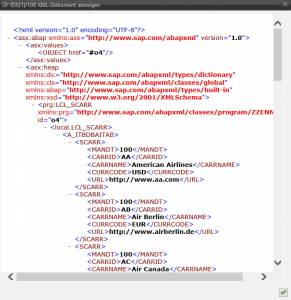 IDX(1)/100 XML-Dokument anzeigen
<?xml version="1.0" encoding="UTF-8"?>
- <asx:abap xmlns:asx="http://www.sap.com/abapxml" version="1.0">
- <asx:values>
<OBJECT href="#o4"/>
</asx:values>
- <asx:heap
xmlns:dic="http://www.sap.com/abapxml/types/dictionary"
xmlns:cls="http://www.sap.com/abapxml/classes/global"
xmlns:abap="http://www.sap.com/abapxml/types/built-in"
xmlns:xsd="http://www.w3.org/2001/XMLSchema">
- <prg:LCL_SCARR
xmlns:prg="http://www.sap.com/abapxml/classes/program/ZZENN
id="o4">
- <local.LCL_SCARR>
- <A_ITBDBAITAB>
- <SCARR>
<MANDT>100</MANDT>
<CARRID>AA</CARRID>
<CARRNAME>American Airlines</CARRNAME>
<CURRCODE>USD</CURRCODE>
<URL>http://www.aa.com</URL>
</SCARR>
- <SCARR>
<MANDT>100</MANDT>
<CARRID>AB</CARRID>
<CARRNAME>Air Berlin</CARRNAME>
<CURRCODE>EUR</CURRCODE>
<URL>http://www.airberlin.de</URL>
</SCARR>
- <SCARR>
<MANDT>100</MANDT>
<CARRID>AC</CARRID>
<CARRNAME>Air Canada</CARRNAME>